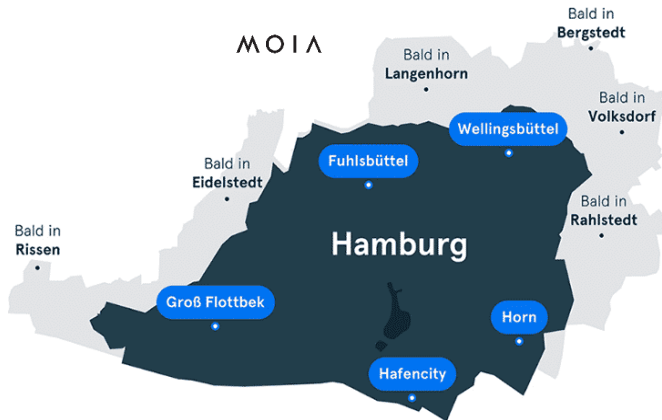 MOIA
Bald in
Bergstedt
Bald in
Langenhorn
Bald in
Volksdorf
Wellingsbüttel
Fuhlsbüttel
Bald in
Eidelstedt
Bald in
Rahlstedt
Bald in
Rissen
Hamburg
Groß Flottbek
Horn
Hafencity